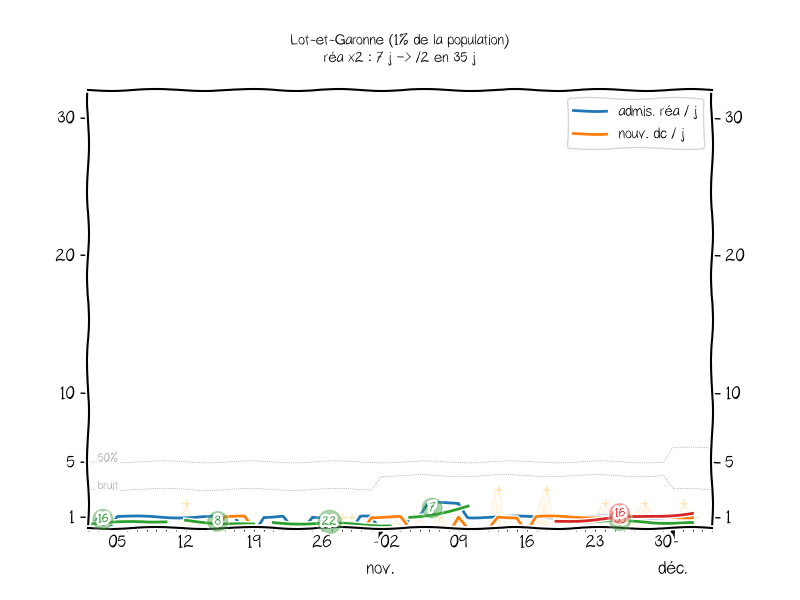 Lot-et-Garonne (1% de la population)
réa x2 : 7 j -> /2 en 35 j
admis. réa / j
nouv. dc / j
30 30
20 20
10 10
50%
5 5
bruit
7
16
16 8 22
1 1
05 12 19 26 02 09 16 23 30
nov. déc.